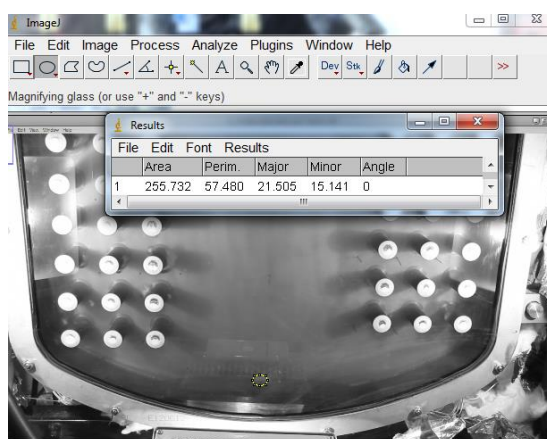 ImageJ
File Edit Image Process Analyze Plugins Window Help
A Dev Stk >>
Magnifying glass (or use "+" and "-" keys)
Results
File Edit Font Results
Area Perim. Major Minor Angle
1 255.732 57.480 21.505 15.141 0